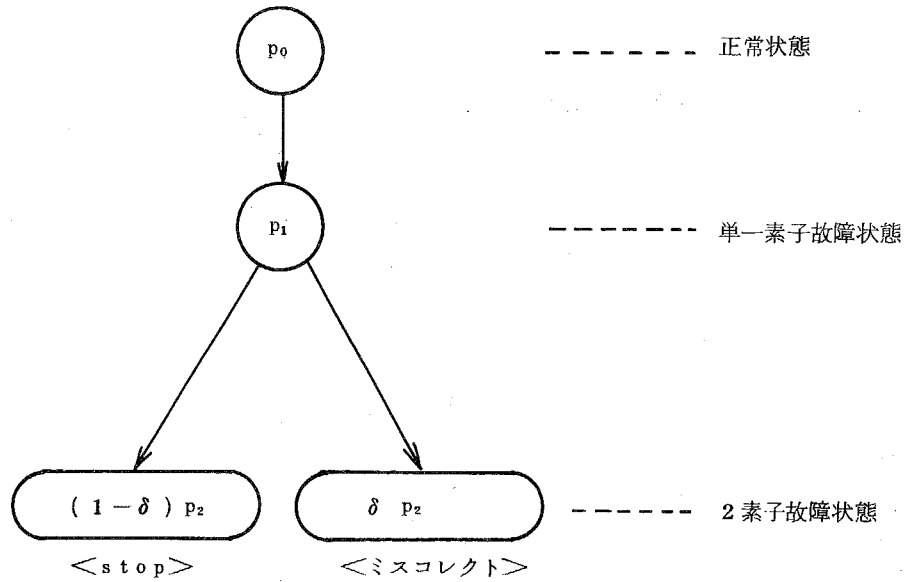 p₀
正常状態
p₁
単一素子故障状態
(1-δ)p₂
δ p₂
2素子故障状態
<stop>
<ミスコレクト>